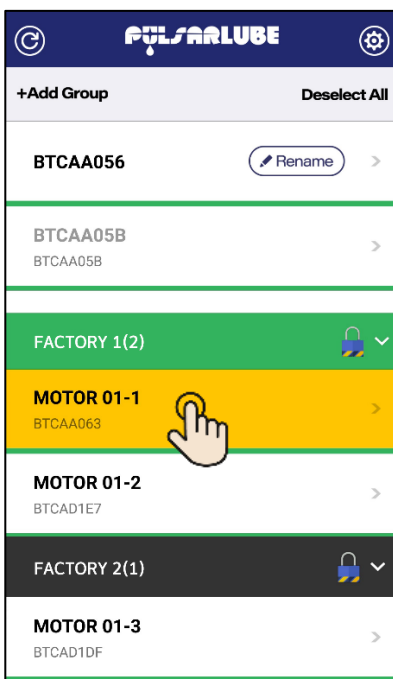 PULSARLUBE
+Add Group Deselect All
BTCAA056 Rename
BTCAA05B
BTCAA05B
FACTORY 1(2)
MOTOR 01-1
BTCAA063
MOTOR 01-2
BTCAD1E7
FACTORY 2(1)
MOTOR 01-3
BTCAD1DF